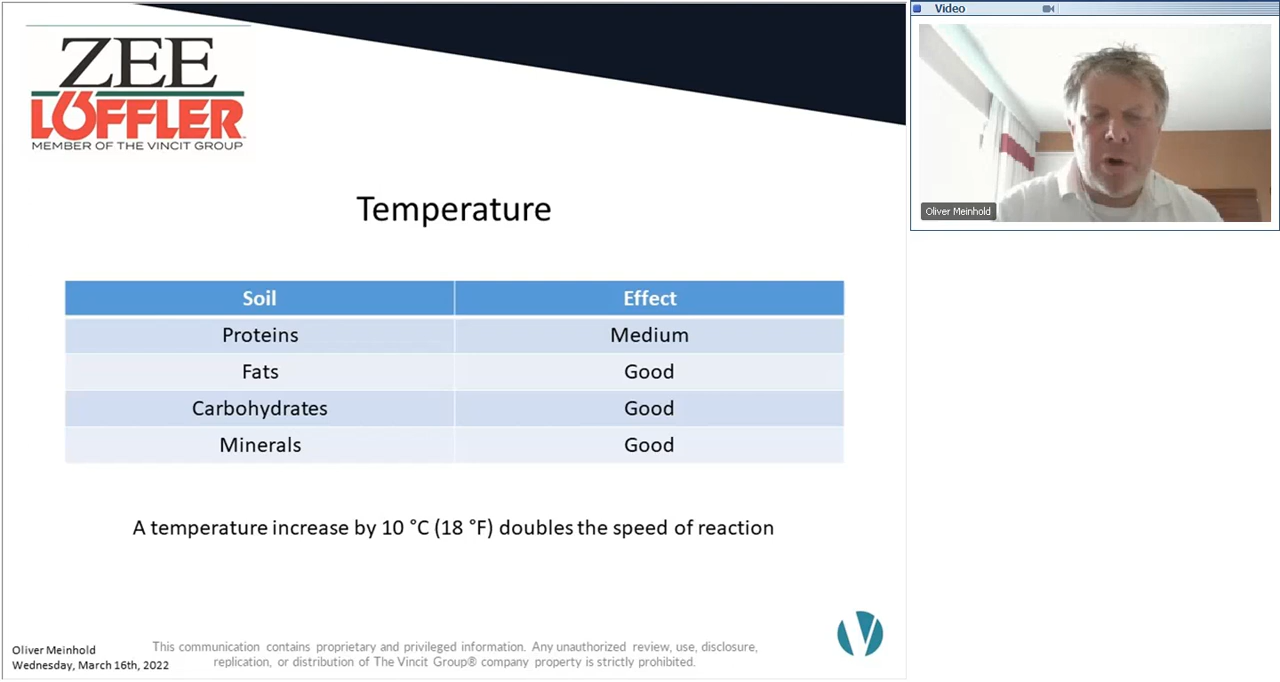 ZEE
LÖFFLER
MEMBER OF THE VINCIT GROUP
Temperature
Soil Effect
Proteins Medium
Fats Good
Carbohydrates Good
Minerals Good
A temperature increase by 10 °C (18 °F) doubles the speed of reaction
Oliver Meinhold
Wednesday, March 16th, 2022
This communication contains proprietary and privileged information. Any unauthorized review, use, disclosure,
replication, or distribution of The Vincit Group® company property is strictly prohibited.
Video
Oliver Meinhold